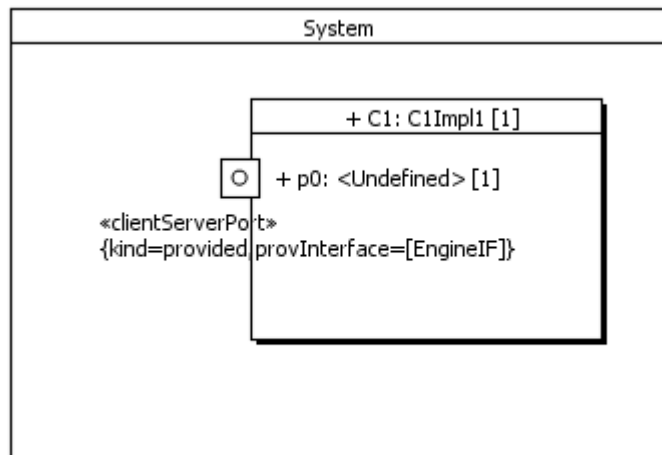 System
+ C1: C1Impl1 [1]
+ p0: <Undefined> [1]
«clientServerPort»
{kind=provided,provInterface=[EngineIF]}